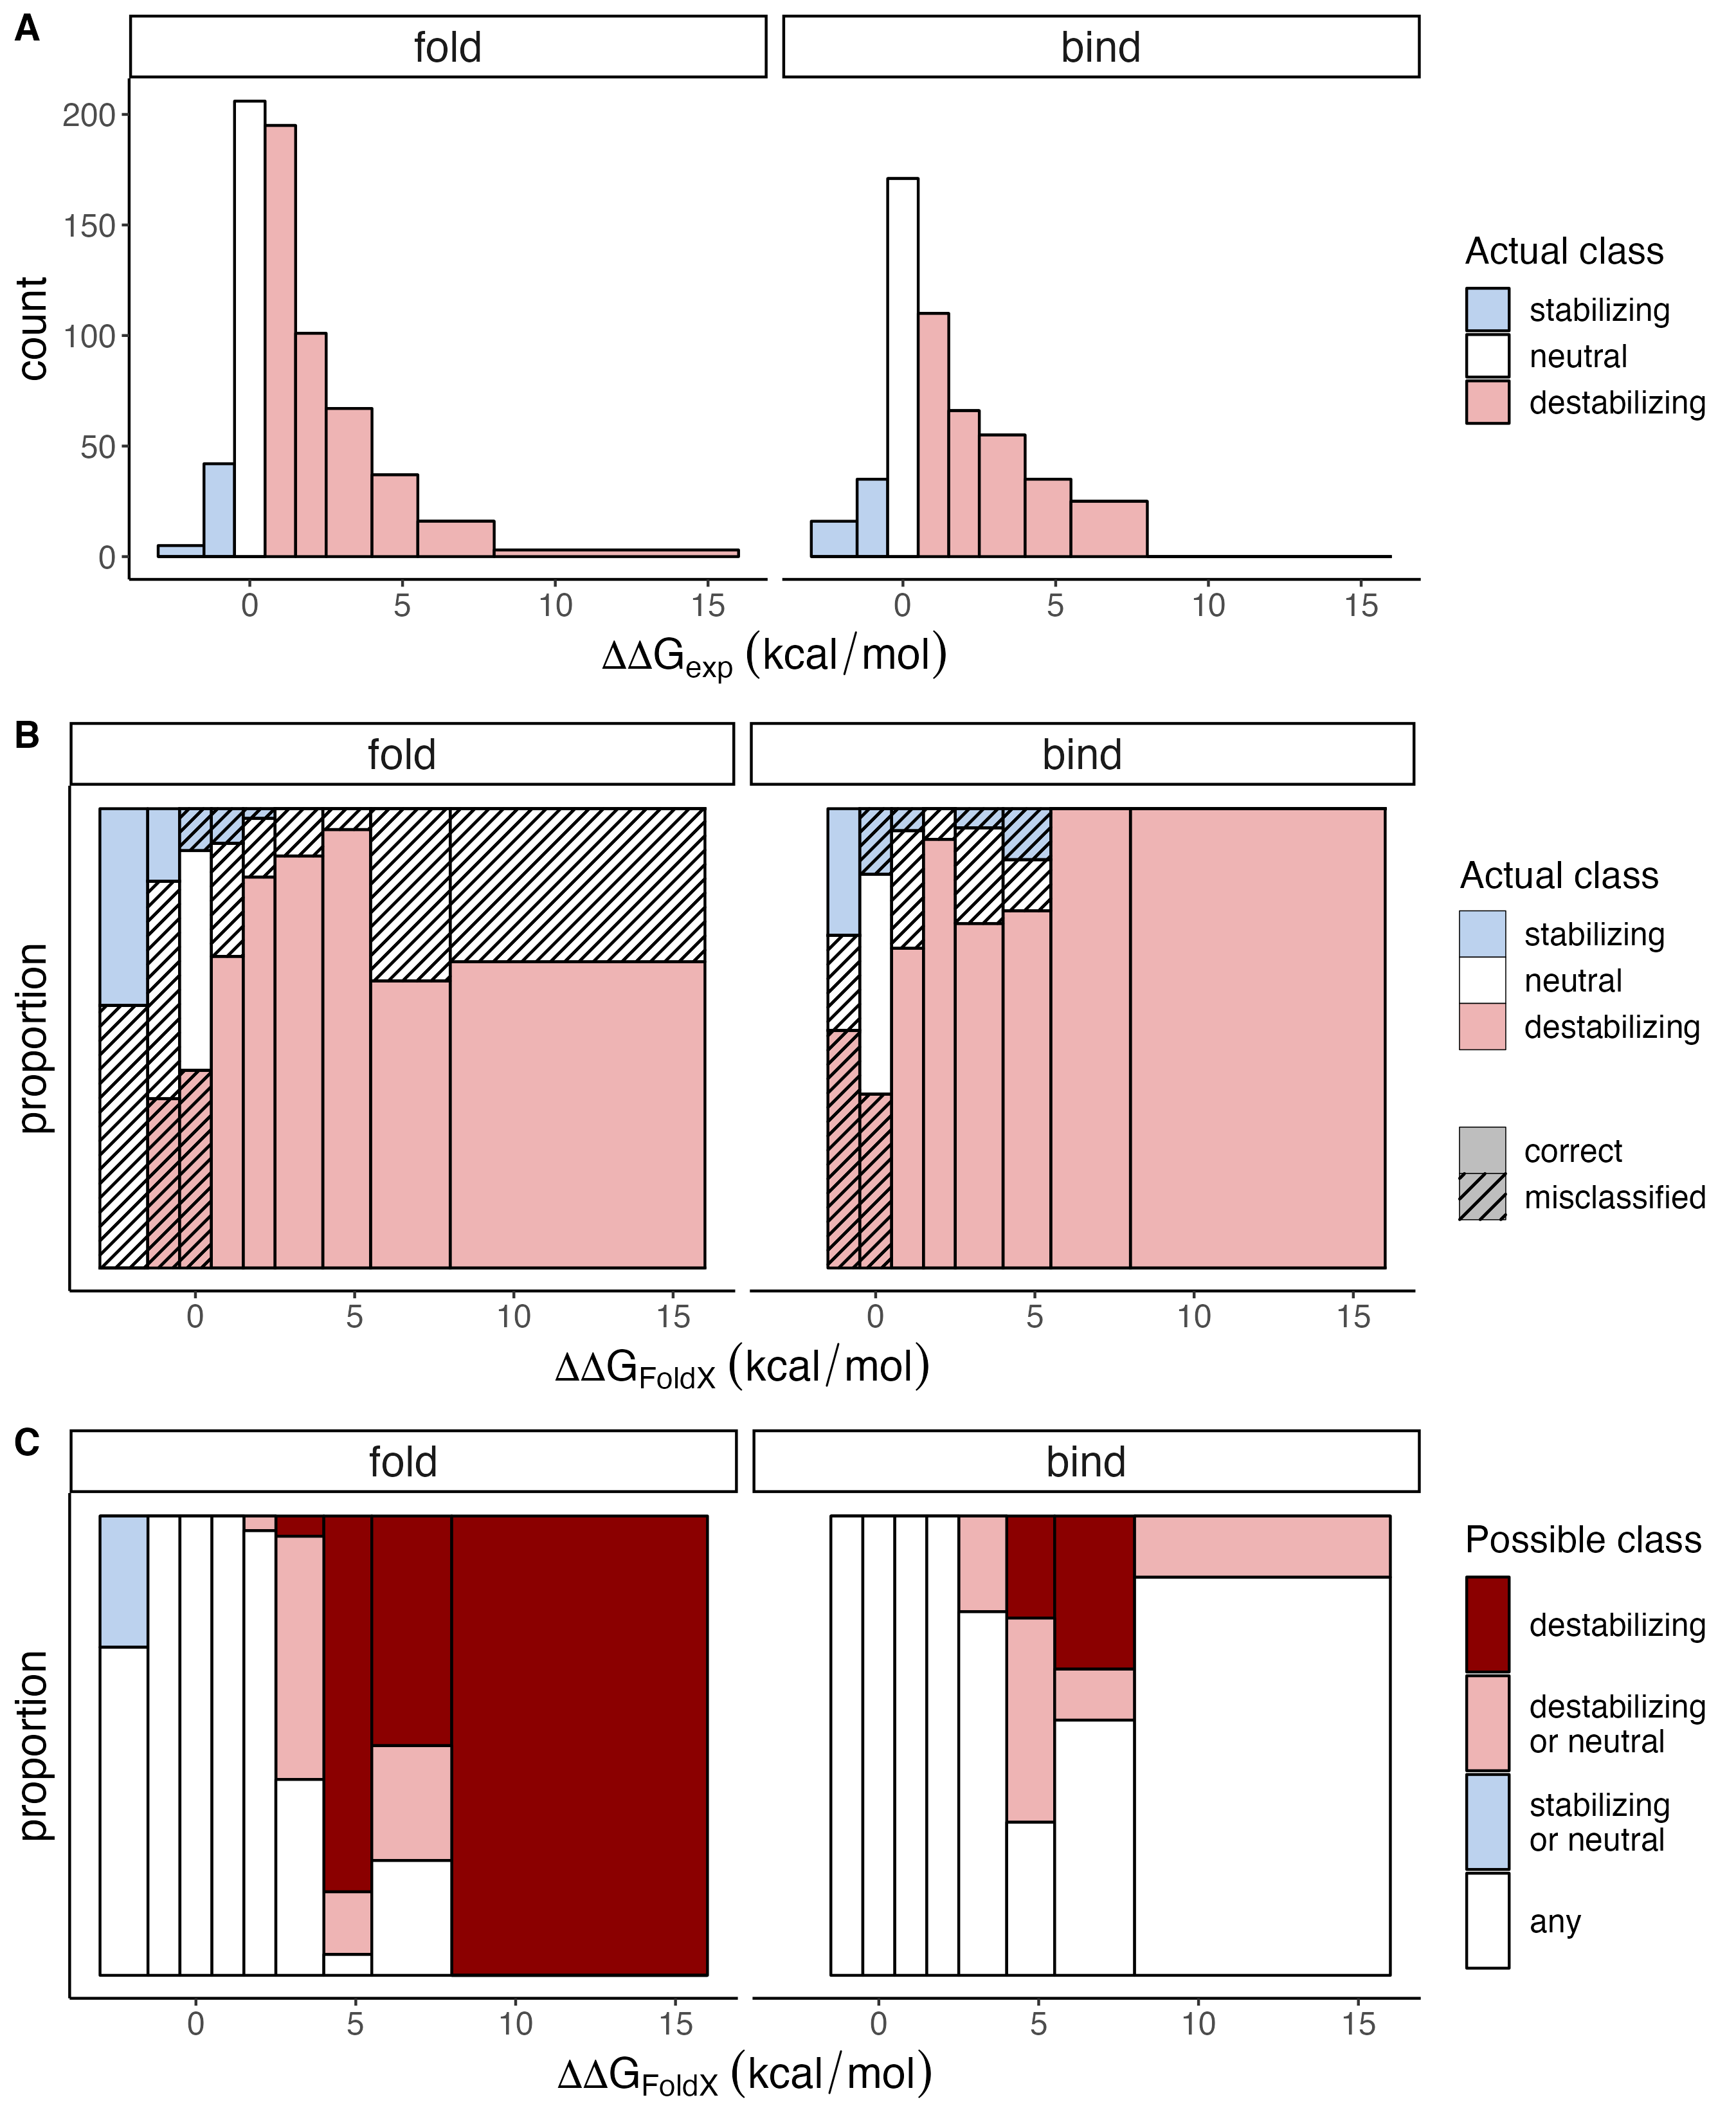 A
fold
bind
200
150
100
50
0
count
0
5
10
15
0
5
10
15
ΔΔGexp (kcal/mol)
Actual class
stabilizing
neutral
destabilizing
B
fold
bind
proportion
0
5
10
15
0
5
10
15
ΔΔGFoldX (kcal/mol)
Actual class
stabilizing
neutral
destabilizing
correct
misclassified
C
fold
bind
proportion
0
5
10
15
0
5
10
15
ΔΔGFoldX (kcal/mol)
Possible class
destabilizing
destabilizing
or neutral
stabilizing
or neutral
any